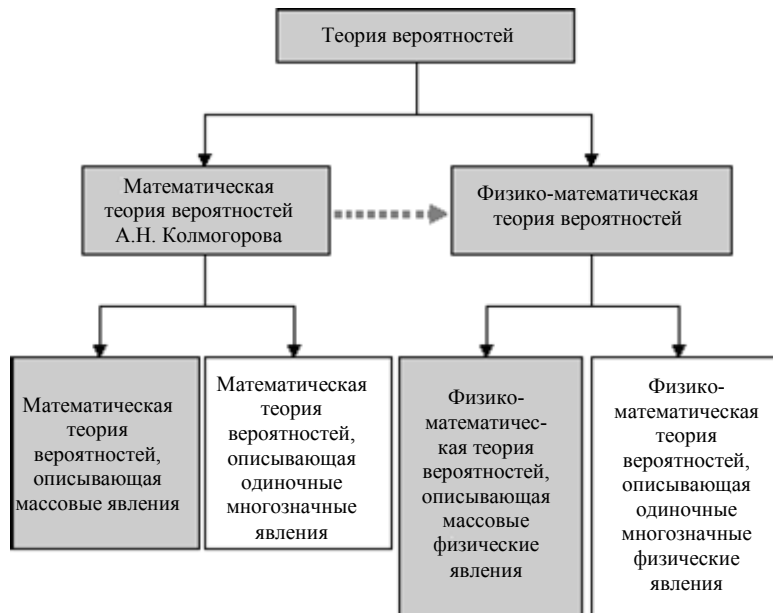 Теория вероятностей
Математическая
теория вероятностей
А.Н. Колмогорова
Физико-математическая
теория вероятностей
Математическая
теория
вероятностей,
описывающая
массовые явления
Математическая
теория
вероятностей,
описывающая
одиночные
многозначные
явления
Физико-
математичес-
кая теория
вероятностей,
описывающая
массовые
физические
явления
Физико-
математическая
теория
вероятностей,
описывающая
одиночные
многозначные
физические
явления